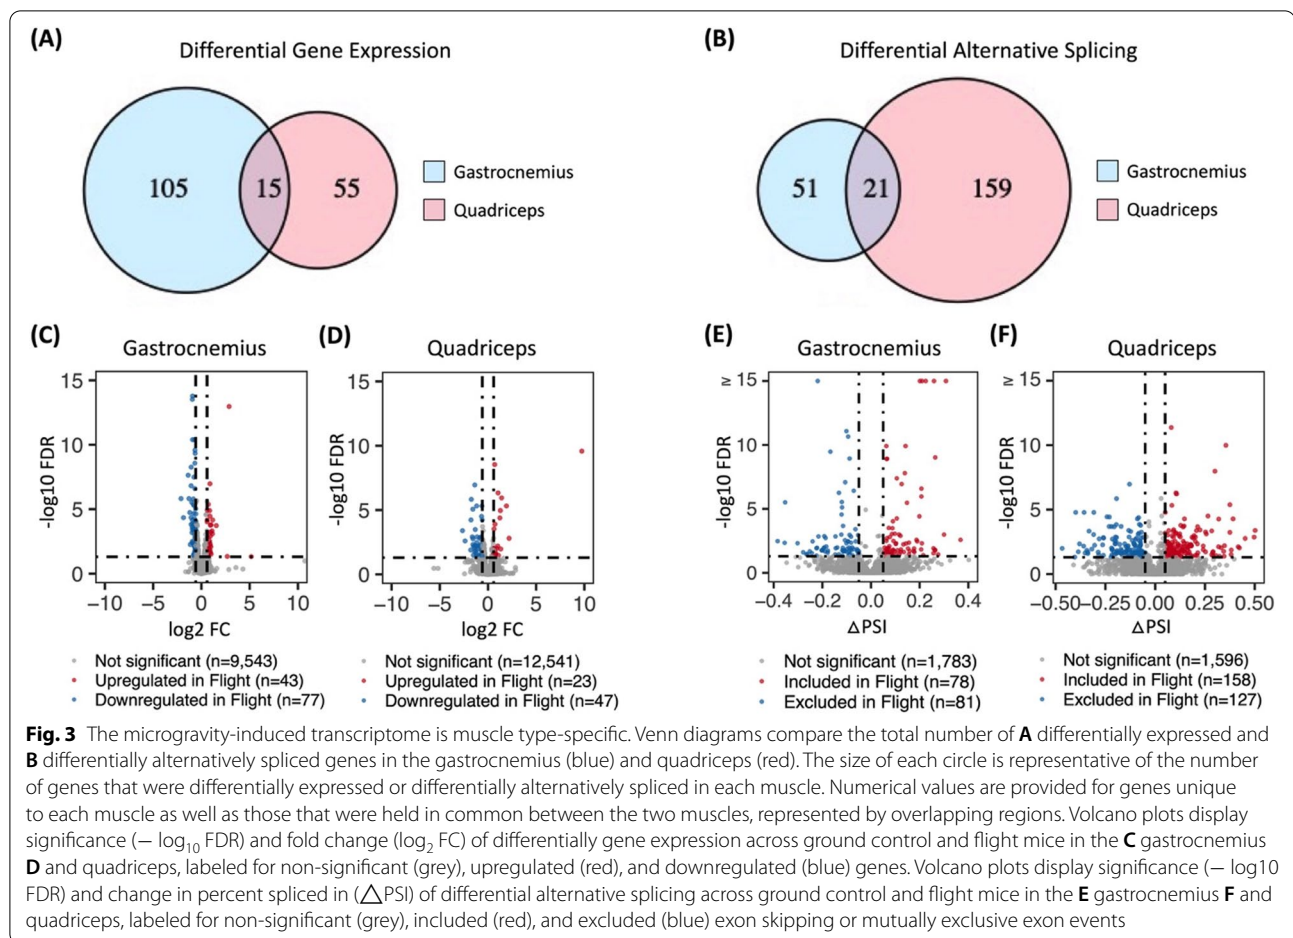 (A)
Differential Gene Expression
105
15
55
Gastrocnemius
Quadriceps
(B)
Differential Alternative Splicing
51
21
159
Gastrocnemius
Quadriceps
(C)
Gastrocnemius
-log10 FDR
15
10
5
0
−10
−5
0
5
10
log2 FC
Not significant (n=9,543)
Upregulated in Flight (n=43)
Downregulated in Flight (n=77)
(D)
Quadriceps
-log10 FDR
15
10
5
0
−10
−5
0
5
10
log2 FC
Not significant (n=12,541)
Upregulated in Flight (n=23)
Downregulated in Flight (n=47)
(E)
Gastrocnemius
-log10 FDR
≥ 15
10
5
0
−0.4
−0.2
0.0
0.2
0.4
△PSI
Not significant (n=1,783)
Included in Flight (n=78)
Excluded in Flight (n=81)
(F)
Quadriceps
-log10 FDR
≥ 15
10
5
0
−0.50
−0.25
0.00
0.25
0.50
△PSI
Not significant (n=1,596)
Included in Flight (n=158)
Excluded in Flight (n=127)
Fig. 3 The microgravity-induced transcriptome is muscle type-specific. Venn diagrams compare the total number of A differentially expressed and
B differentially alternatively spliced genes in the gastrocnemius (blue) and quadriceps (red). The size of each circle is representative of the number
of genes that were differentially expressed or differentially alternatively spliced in each muscle. Numerical values are provided for genes unique
to each muscle as well as those that were held in common between the two muscles, represented by overlapping regions. Volcano plots display
significance (− log₁₀ FDR) and fold change (log₂ FC) of differentially gene expression across ground control and flight mice in the C gastrocnemius
D and quadriceps, labeled for non-significant (grey), upregulated (red), and downregulated (blue) genes. Volcano plots display significance (− log10
FDR) and change in percent spliced in (△PSI) of differential alternative splicing across ground control and flight mice in the E gastrocnemius F and
quadriceps, labeled for non-significant (grey), included (red), and excluded (blue) exon skipping or mutually exclusive exon events